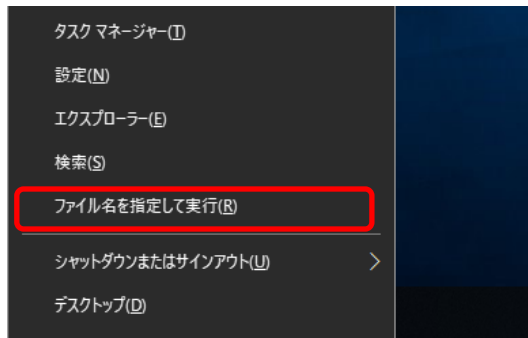 タスク マネージャー(T)
設定(N)
エクスプローラー(E)
検索(S)
ファイル名を指定して実行(R)
シャットダウンまたはサインアウト(U)
デスクトップ(D)